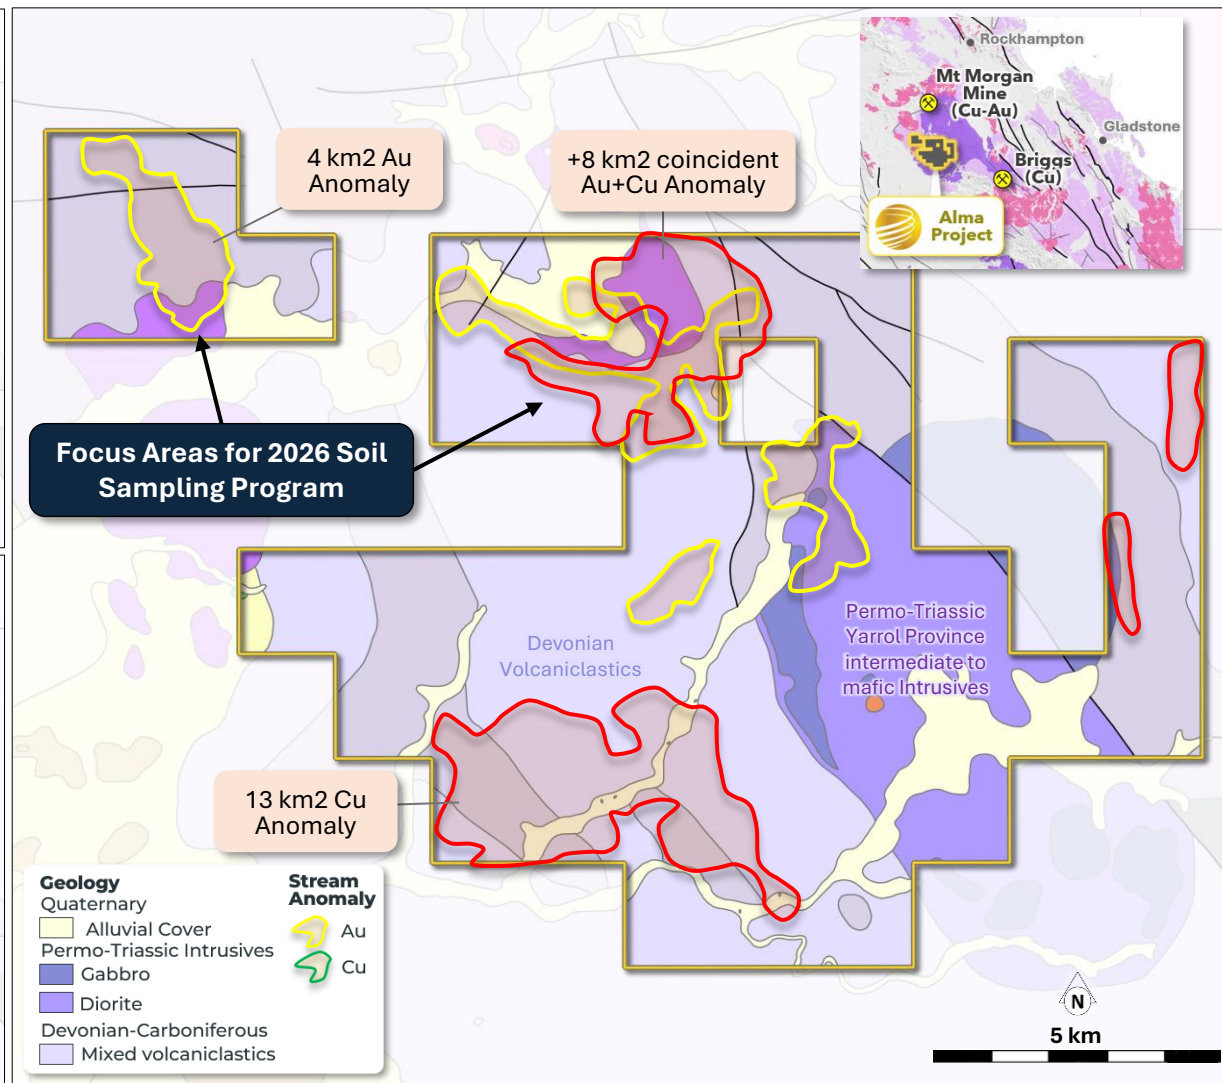 Rockhampton
Mt Morgan
Mine
(Cu-Au)
Gladstone
Briggs
(Cu)
Alma
Project
4 km2 Au
Anomaly
+8 km2 coincident
Au+Cu Anomaly
Focus Areas for 2026 Soil
Sampling Program
Devonian
Volcaniclastics
Permo-Triassic
Yarrol Province
intermediate to
mafic Intrusives
13 km2 Cu
Anomaly
Geology
Quaternary
Alluvial Cover
Permo-Triassic Intrusives
Gabbro
Diorite
Devonian-Carboniferous
Mixed volcaniclastics
Stream
Anomaly
Au
Cu
N
5 km